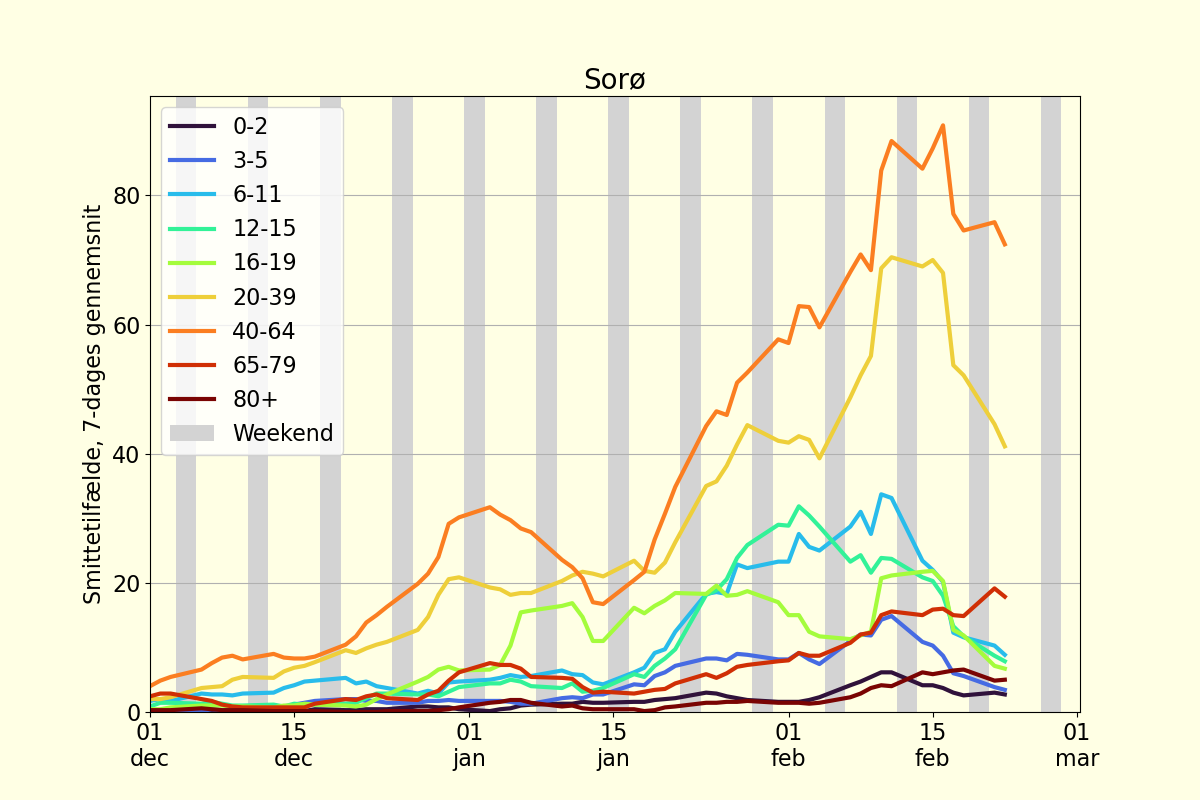 Sorø
Smittetilfælde, 7-dages gennemsnit
0-2
3-5
6-11
12-15
16-19
20-39
40-64
65-79
80+
Weekend
80
60
40
20
0
01 15 01 15 01 15 01
dec dec jan jan feb feb mar